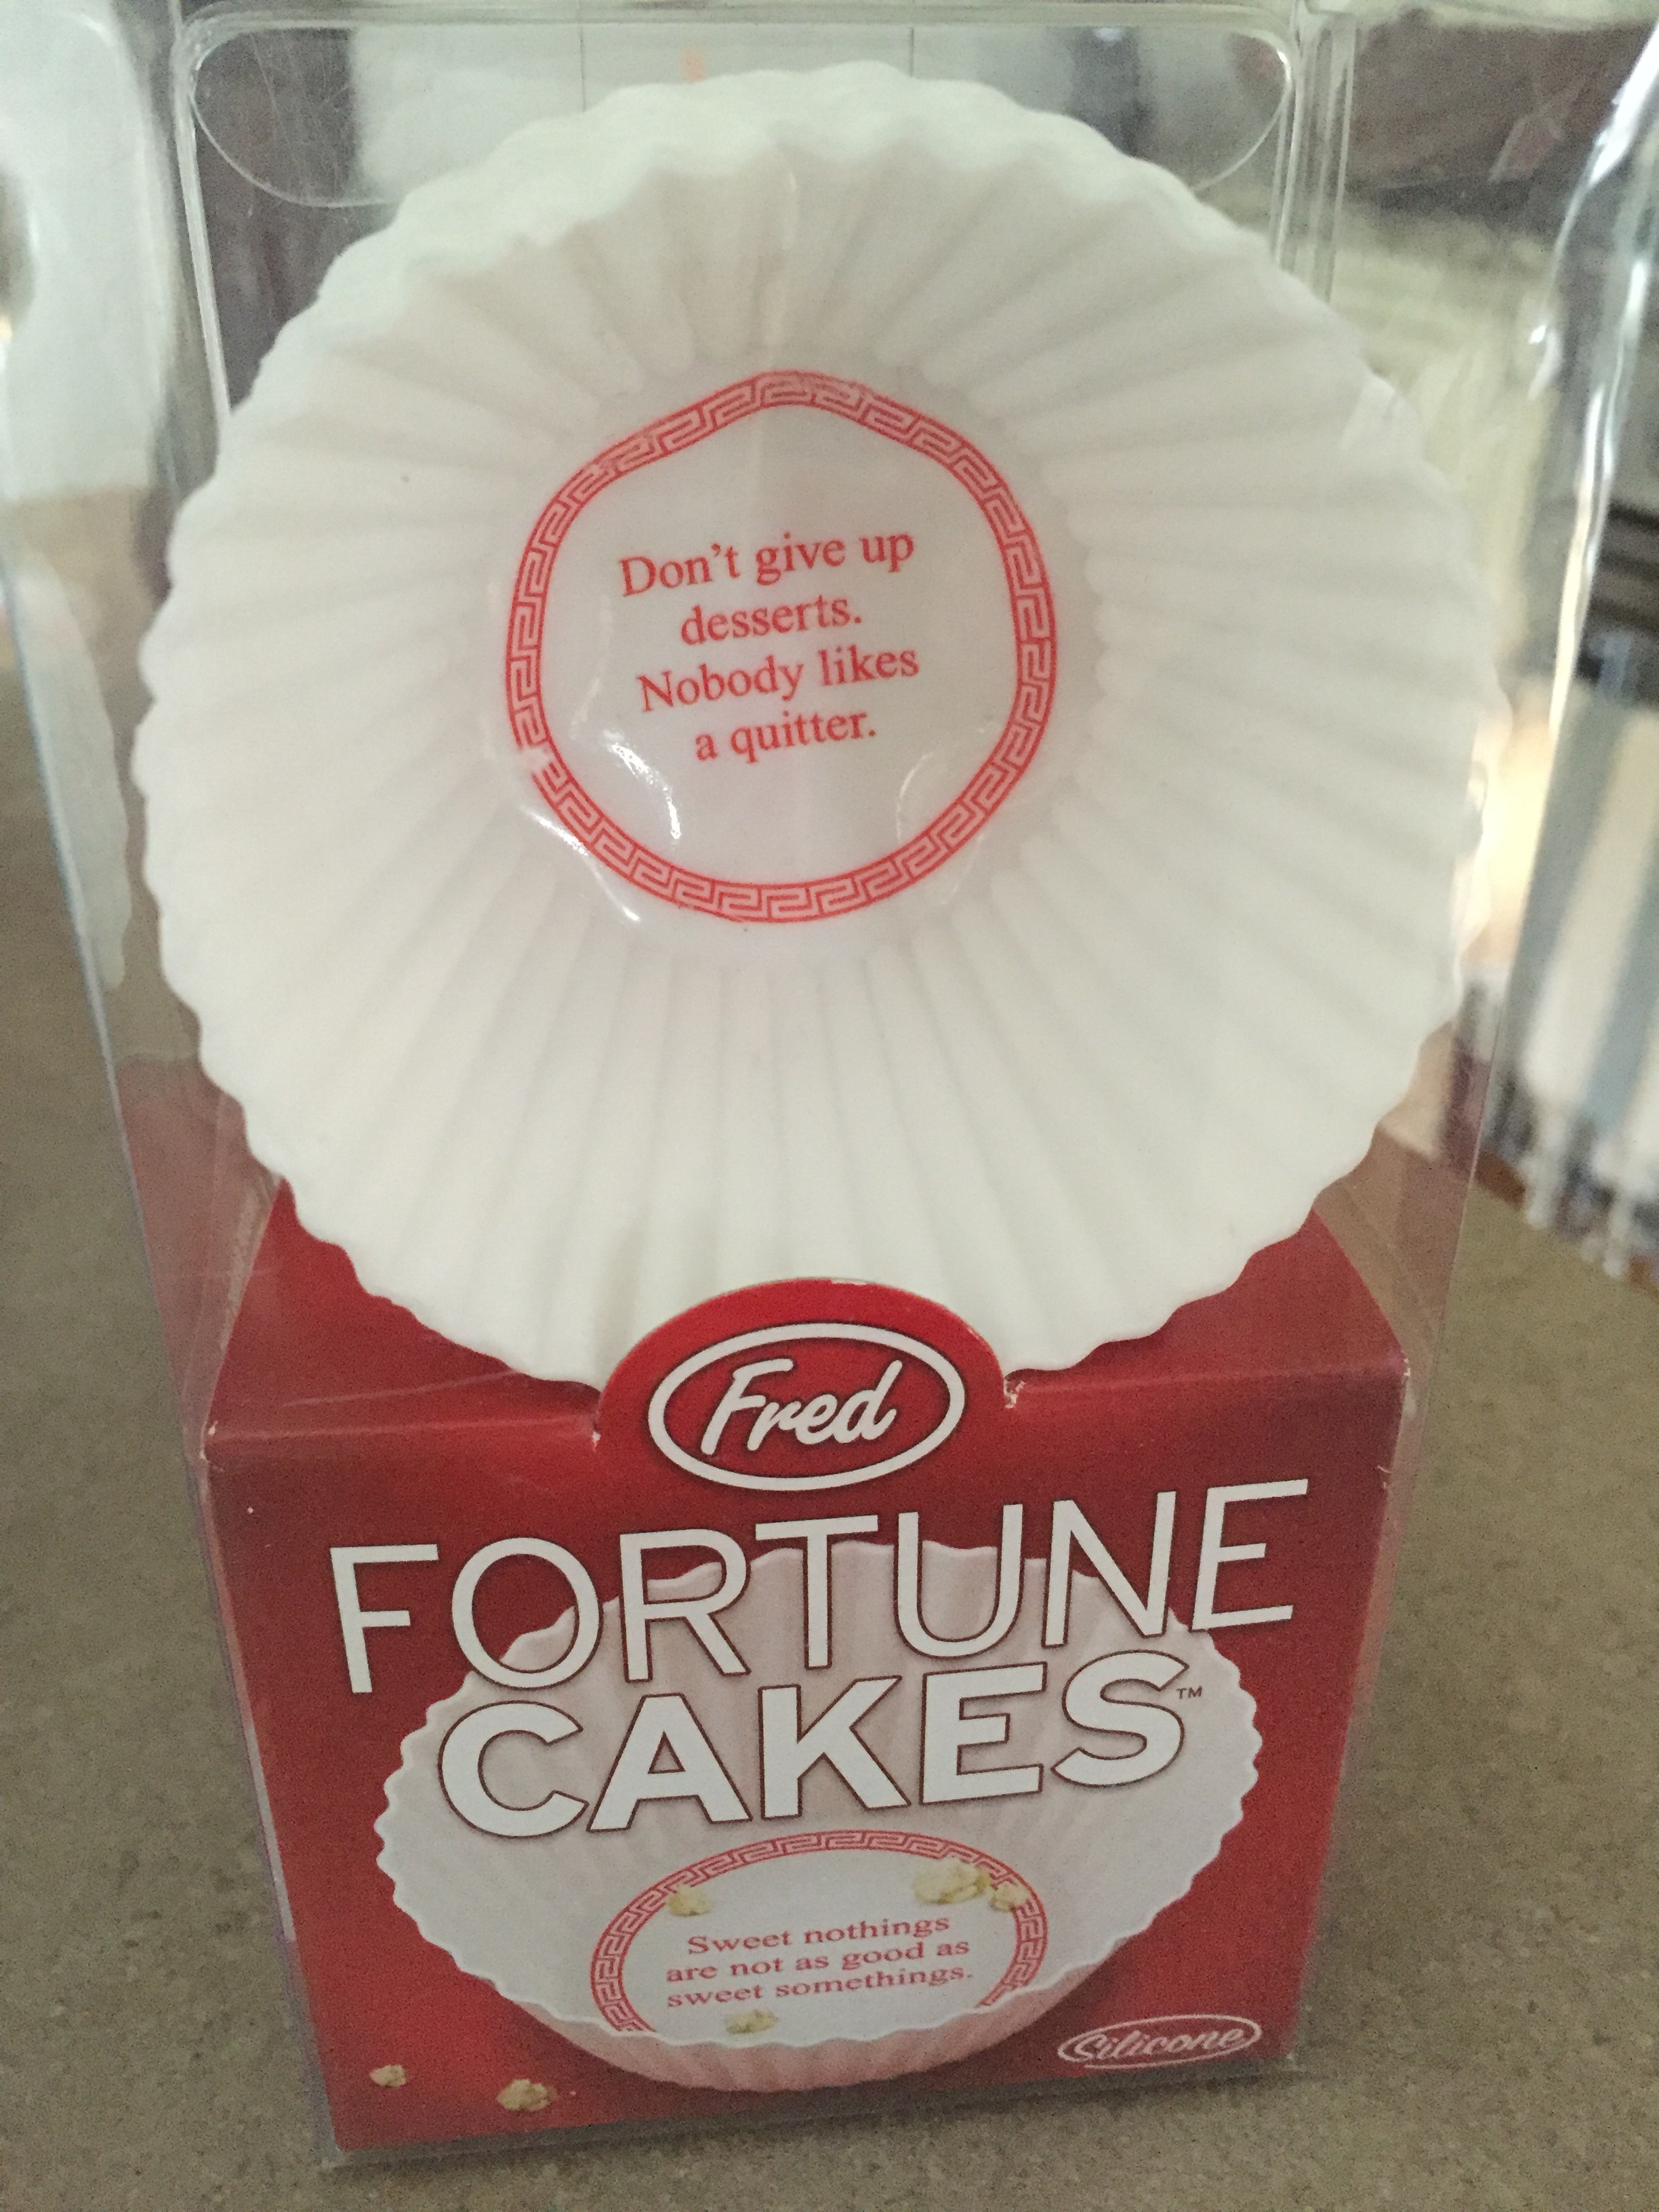 Don't give up
desserts.
Nobody likes
a quitter.
Fred
FORTUNE
CAKES™
Sweet nothings
are not as good as
sweet somethings.
Silicone